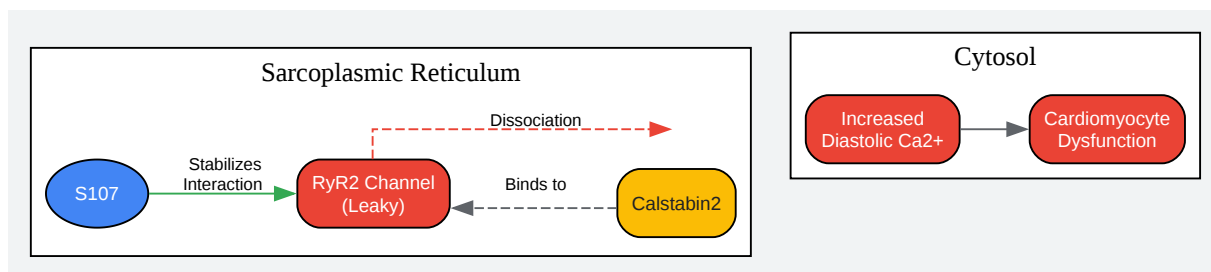 Sarcoplasmic Reticulum
Dissociation
Stabilizes
Interaction
S107
RyR2 Channel
(Leaky)
Binds to
Calstabin2
Cytosol
Increased
Diastolic Ca2+
Cardiomyocyte
Dysfunction